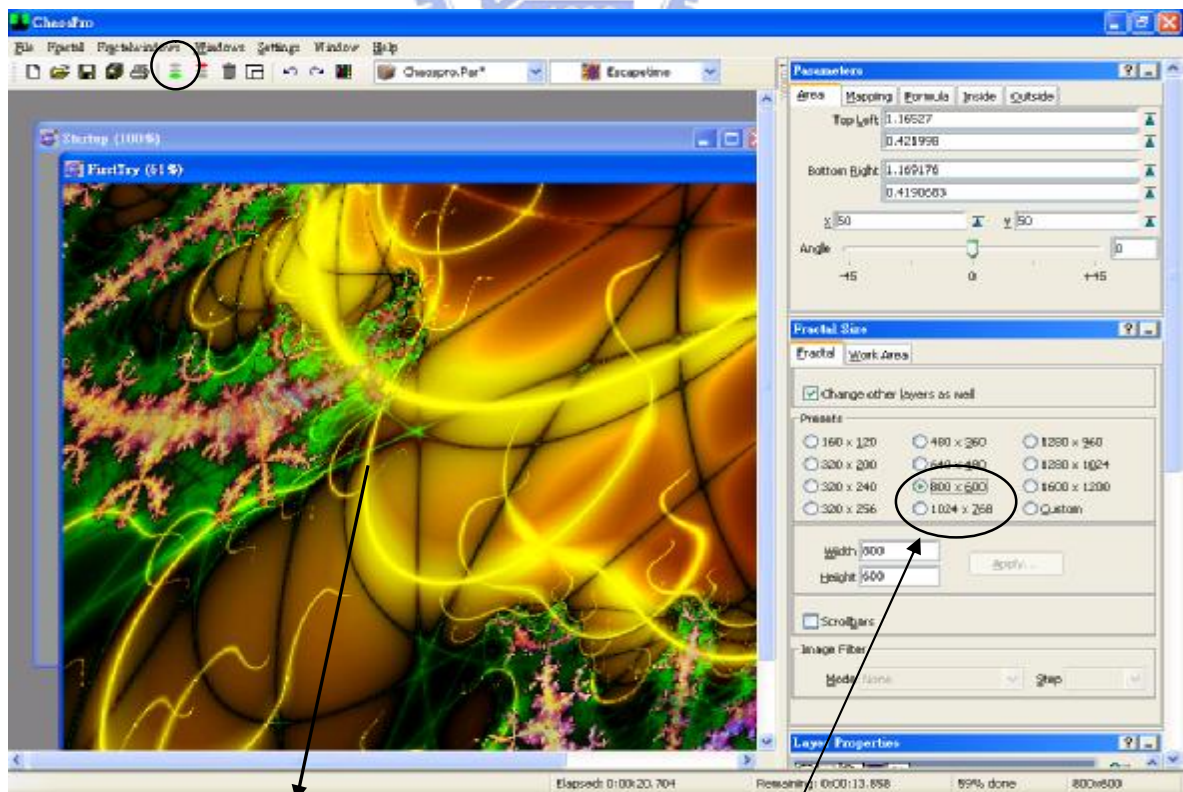 ChaosPro
File Fractal Fractalwindows Windows Settings Window Help
Chaospro.Par* Escapetime
Startup (100%)
FirstTry (61%)
Parameters
Area Mapping Formula Inside Outside
Top Left 1.16527
0.421998
Bottom Right 1.169176
0.4190683
X 50 Y 50
Angle 0
-45 0 +45
Fractal Size
Fractal Work Area
Change other layers as well
Presets
160 x 120 480 x 360 1280 x 960
320 x 200 640 x 480 1280 x 1024
320 x 240 800 x 600 1600 x 1200
320 x 256 1024 x 768 Custom
Width 800
Height 600
Apply...
Scrollbars
Image Filter
Mode None Step
Layer Properties
Elapsed: 0:00:20.704 Remaining: 0:00:13.858 59% done 800x600